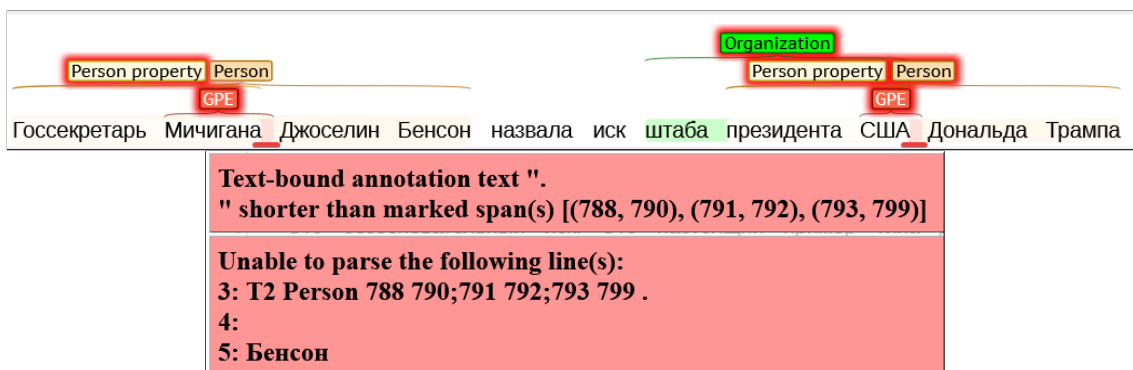 Organization
Person property Person Person property Person
GPE GPE
Госсекретарь Мичигана Джоселин Бенсон назвала иск штаба президента США Дональда Трампа
Text-bound annotation text ".
" shorter than marked span(s) [(788, 790), (791, 792), (793, 799)]
Unable to parse the following line(s):
3: T2 Person 788 790;791 792;793 799 .
4:
5: Бенсон